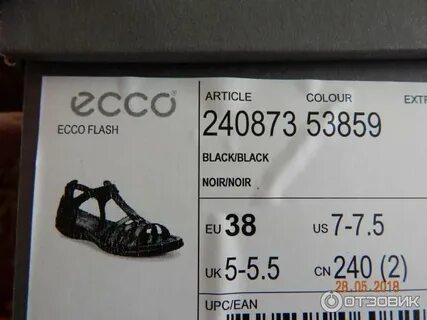 ecco
ECCO FLASH
ARTICLE COLOUR EXTR
240873 53859
BLACK/BLACK
NOIR/NOIR
EU 38 US 7-7.5
UK 5-5.5 CN 240 (2)
28.05.2018
UPC/EAN
ОТЗОВИК